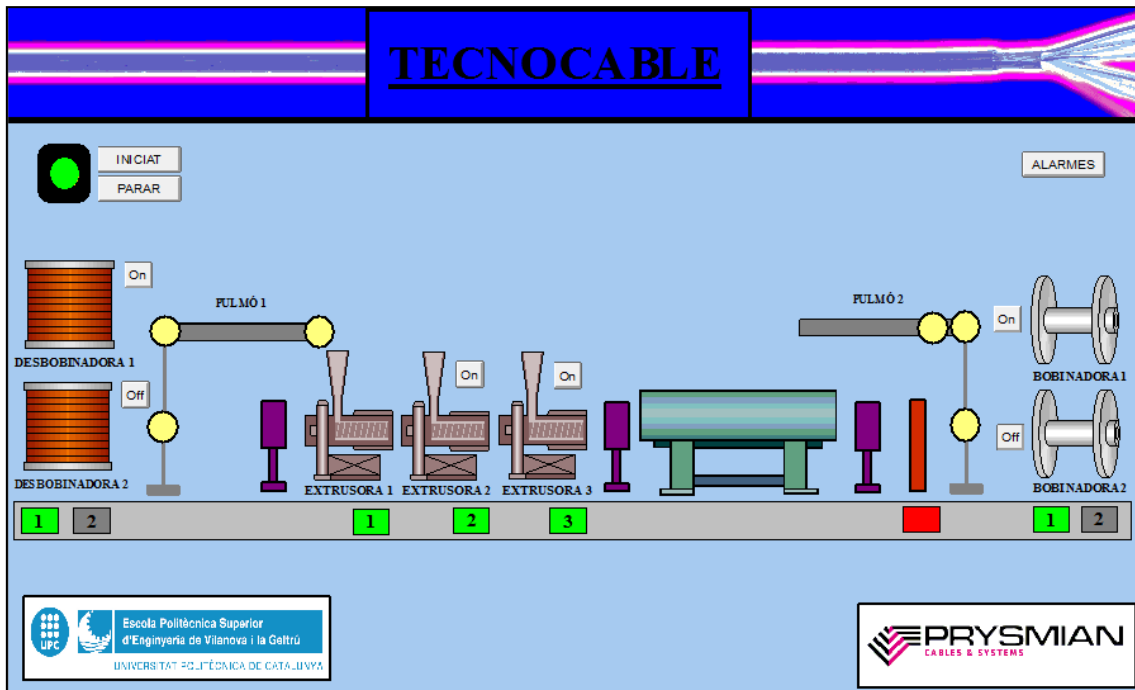 TECNOCABLE
INICIAT
PARAR
ALARMES
On
PULMÓ 1
PULMÓ 2
On
DESBOBINADORA 1
BOBINADORA 1
Off
On
On
Off
DESBOBINADORA 2
EXTRUSORA 1
EXTRUSORA 2
EXTRUSORA 3
BOBINADORA 2
1
2
1
2
3
1
2
UPC
Escola Politècnica Superior
d'Enginyeria de Vilanova i la Geltrú
UNIVERSITAT POLITÈCNICA DE CATALUNYA
PRYSMIAN
CABLES & SYSTEMS